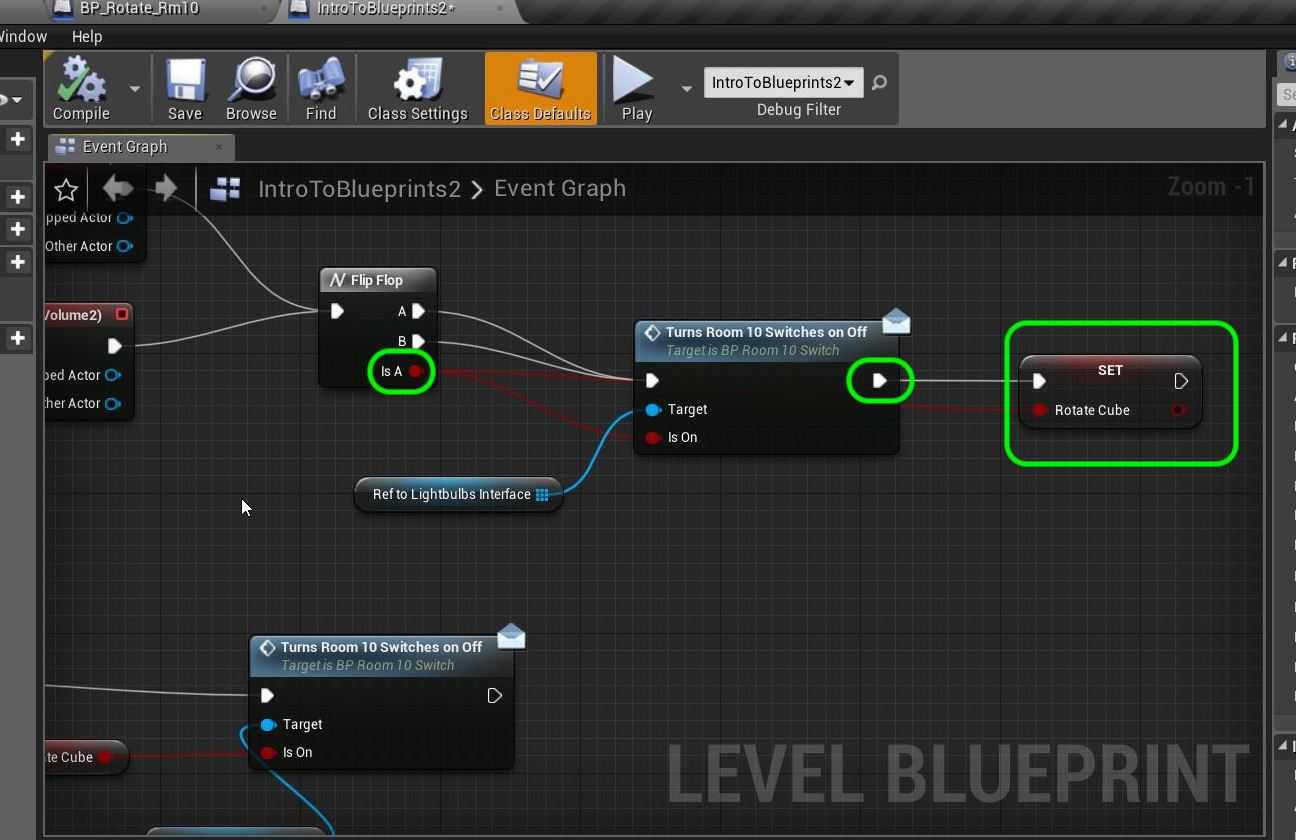 BP_Rotate_Rm10
IntroToBlueprints2*
Window Help
Compile
Save
Browse
Find
Class Settings
Class Defaults
Play
IntroToBlueprints2
Debug Filter
Event Graph
IntroToBlueprints2 > Event Graph
Zoom -1
pped Actor
Other Actor
Volume2)
ped Actor
ther Actor
Flip Flop
A
B
Is A
Turns Room 10 Switches on Off
Target is BP Room 10 Switch
Target
Is On
SET
Rotate Cube
Ref to Lightbulbs Interface
Turns Room 10 Switches on Off
Target is BP Room 10 Switch
Target
Is On
te Cube
LEVEL BLUEPRINT